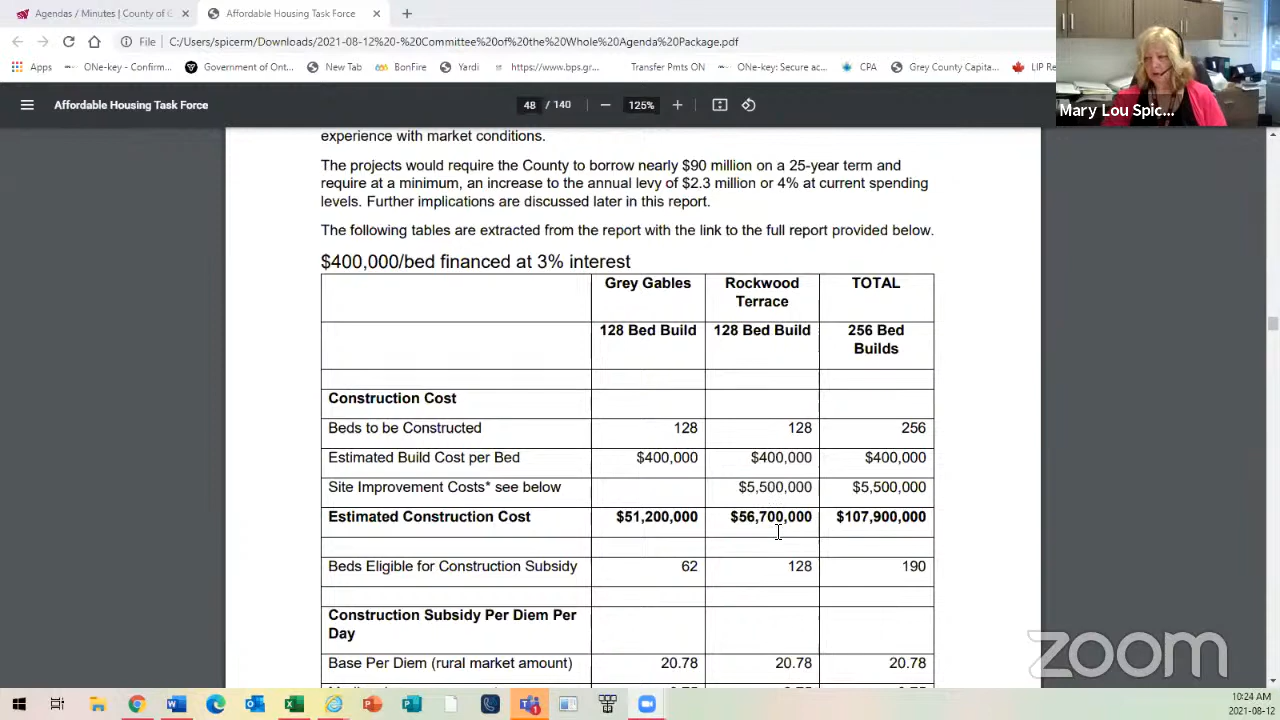 Agendas / Minutes | County of G
Affordable Housing Task Force
File
C:/Users/spicerm/Downloads/2021-08-12%20-%20Committee%20of%20the%20Whole%20Agenda%20Package.pdf
Apps
ONe-key - Confirm...
Government of Ont...
New Tab
BonFire
Yardi
https://www.bps.gr...
Transfer Pmts ON
ONe-key: Secure ac...
CPA
Grey County Capita...
LIP R
Mary Lou Spic...
Affordable Housing Task Force
48 / 140
125%
experience with market conditions.
The projects would require the County to borrow nearly $90 million on a 25-year term and
require at a minimum, an increase to the annual levy of $2.3 million or 4% at current spending
levels. Further implications are discussed later in this report.
The following tables are extracted from the report with the link to the full report provided below.
$400,000/bed financed at 3% interest
Grey Gables Rockwood Terrace TOTAL
128 Bed Build 128 Bed Build 256 Bed Builds
Construction Cost
Beds to be Constructed 128 128 256
Estimated Build Cost per Bed $400,000 $400,000 $400,000
Site Improvement Costs* see below $5,500,000 $5,500,000
Estimated Construction Cost $51,200,000 $56,700,000 $107,900,000
Beds Eligible for Construction Subsidy 62 128 190
Construction Subsidy Per Diem Per
Day
Base Per Diem (rural market amount) 20.78 20.78 20.78
zoom
10:24 AM
2021-08-12